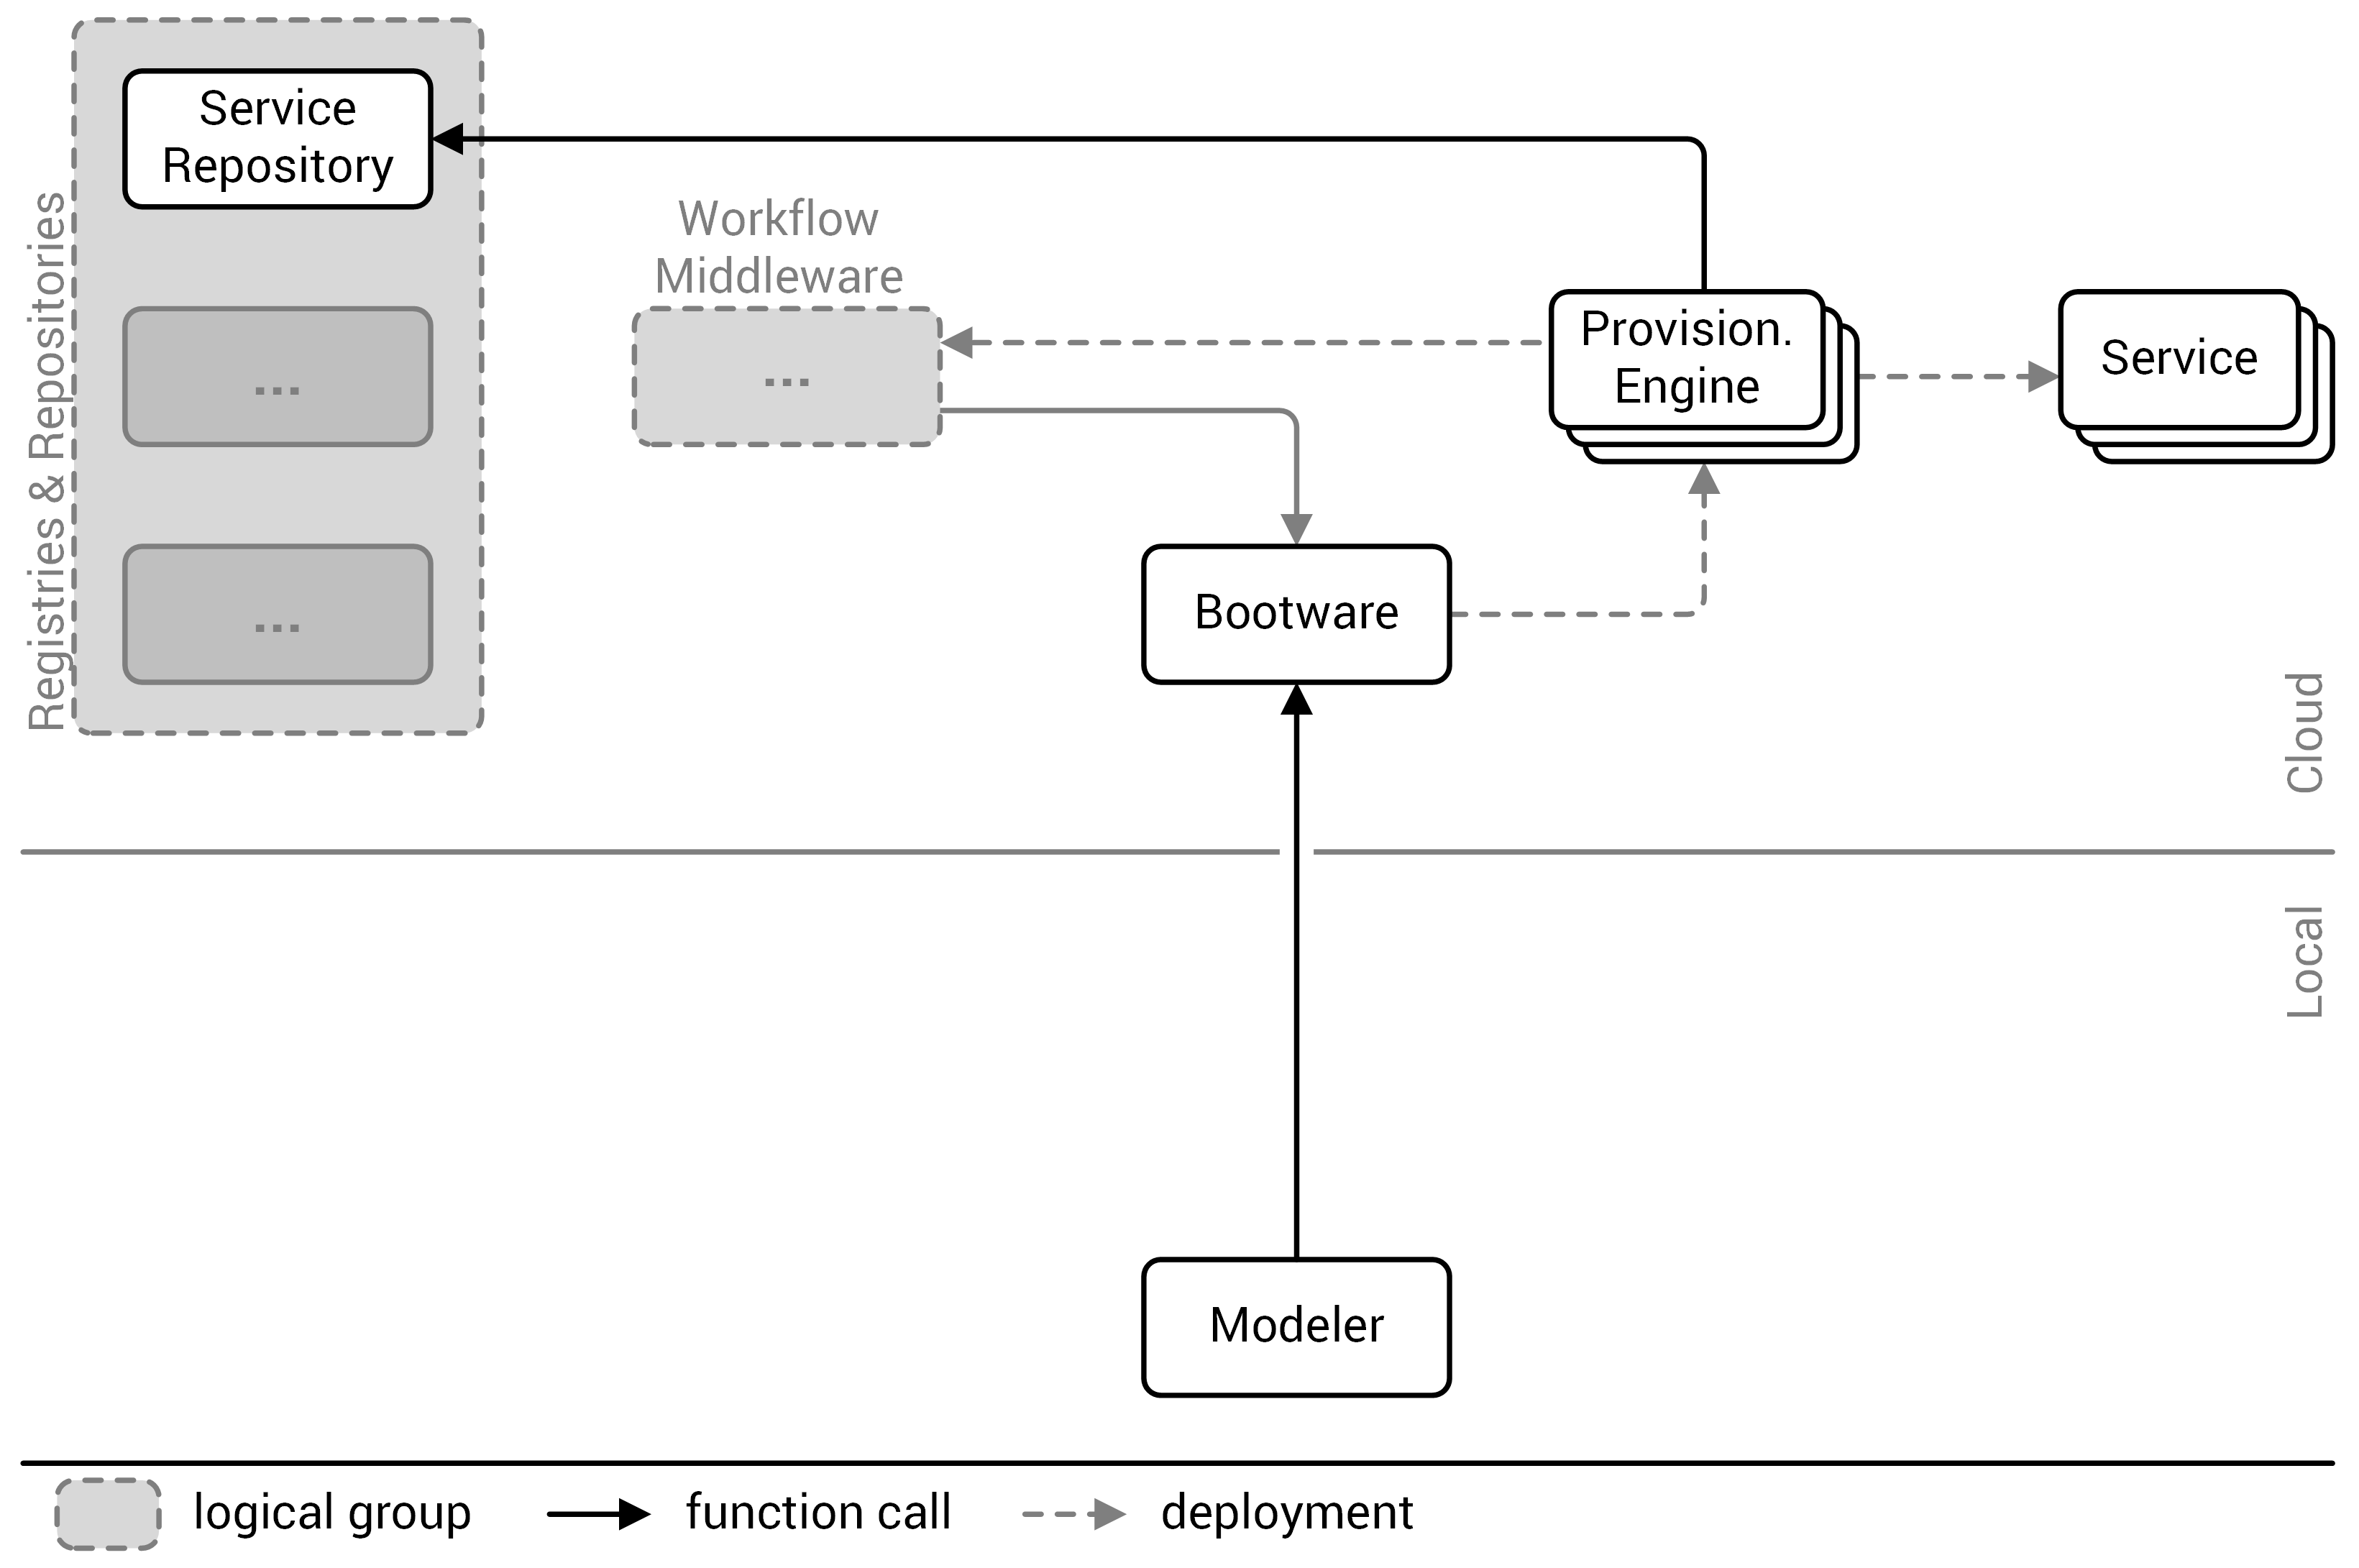 Service
Repository
Registries & Repositories
...
...
Workflow
Middleware
...
Provision.
Engine
Service
Bootware
Cloud
Local
Modeler
logical group
function call
deployment